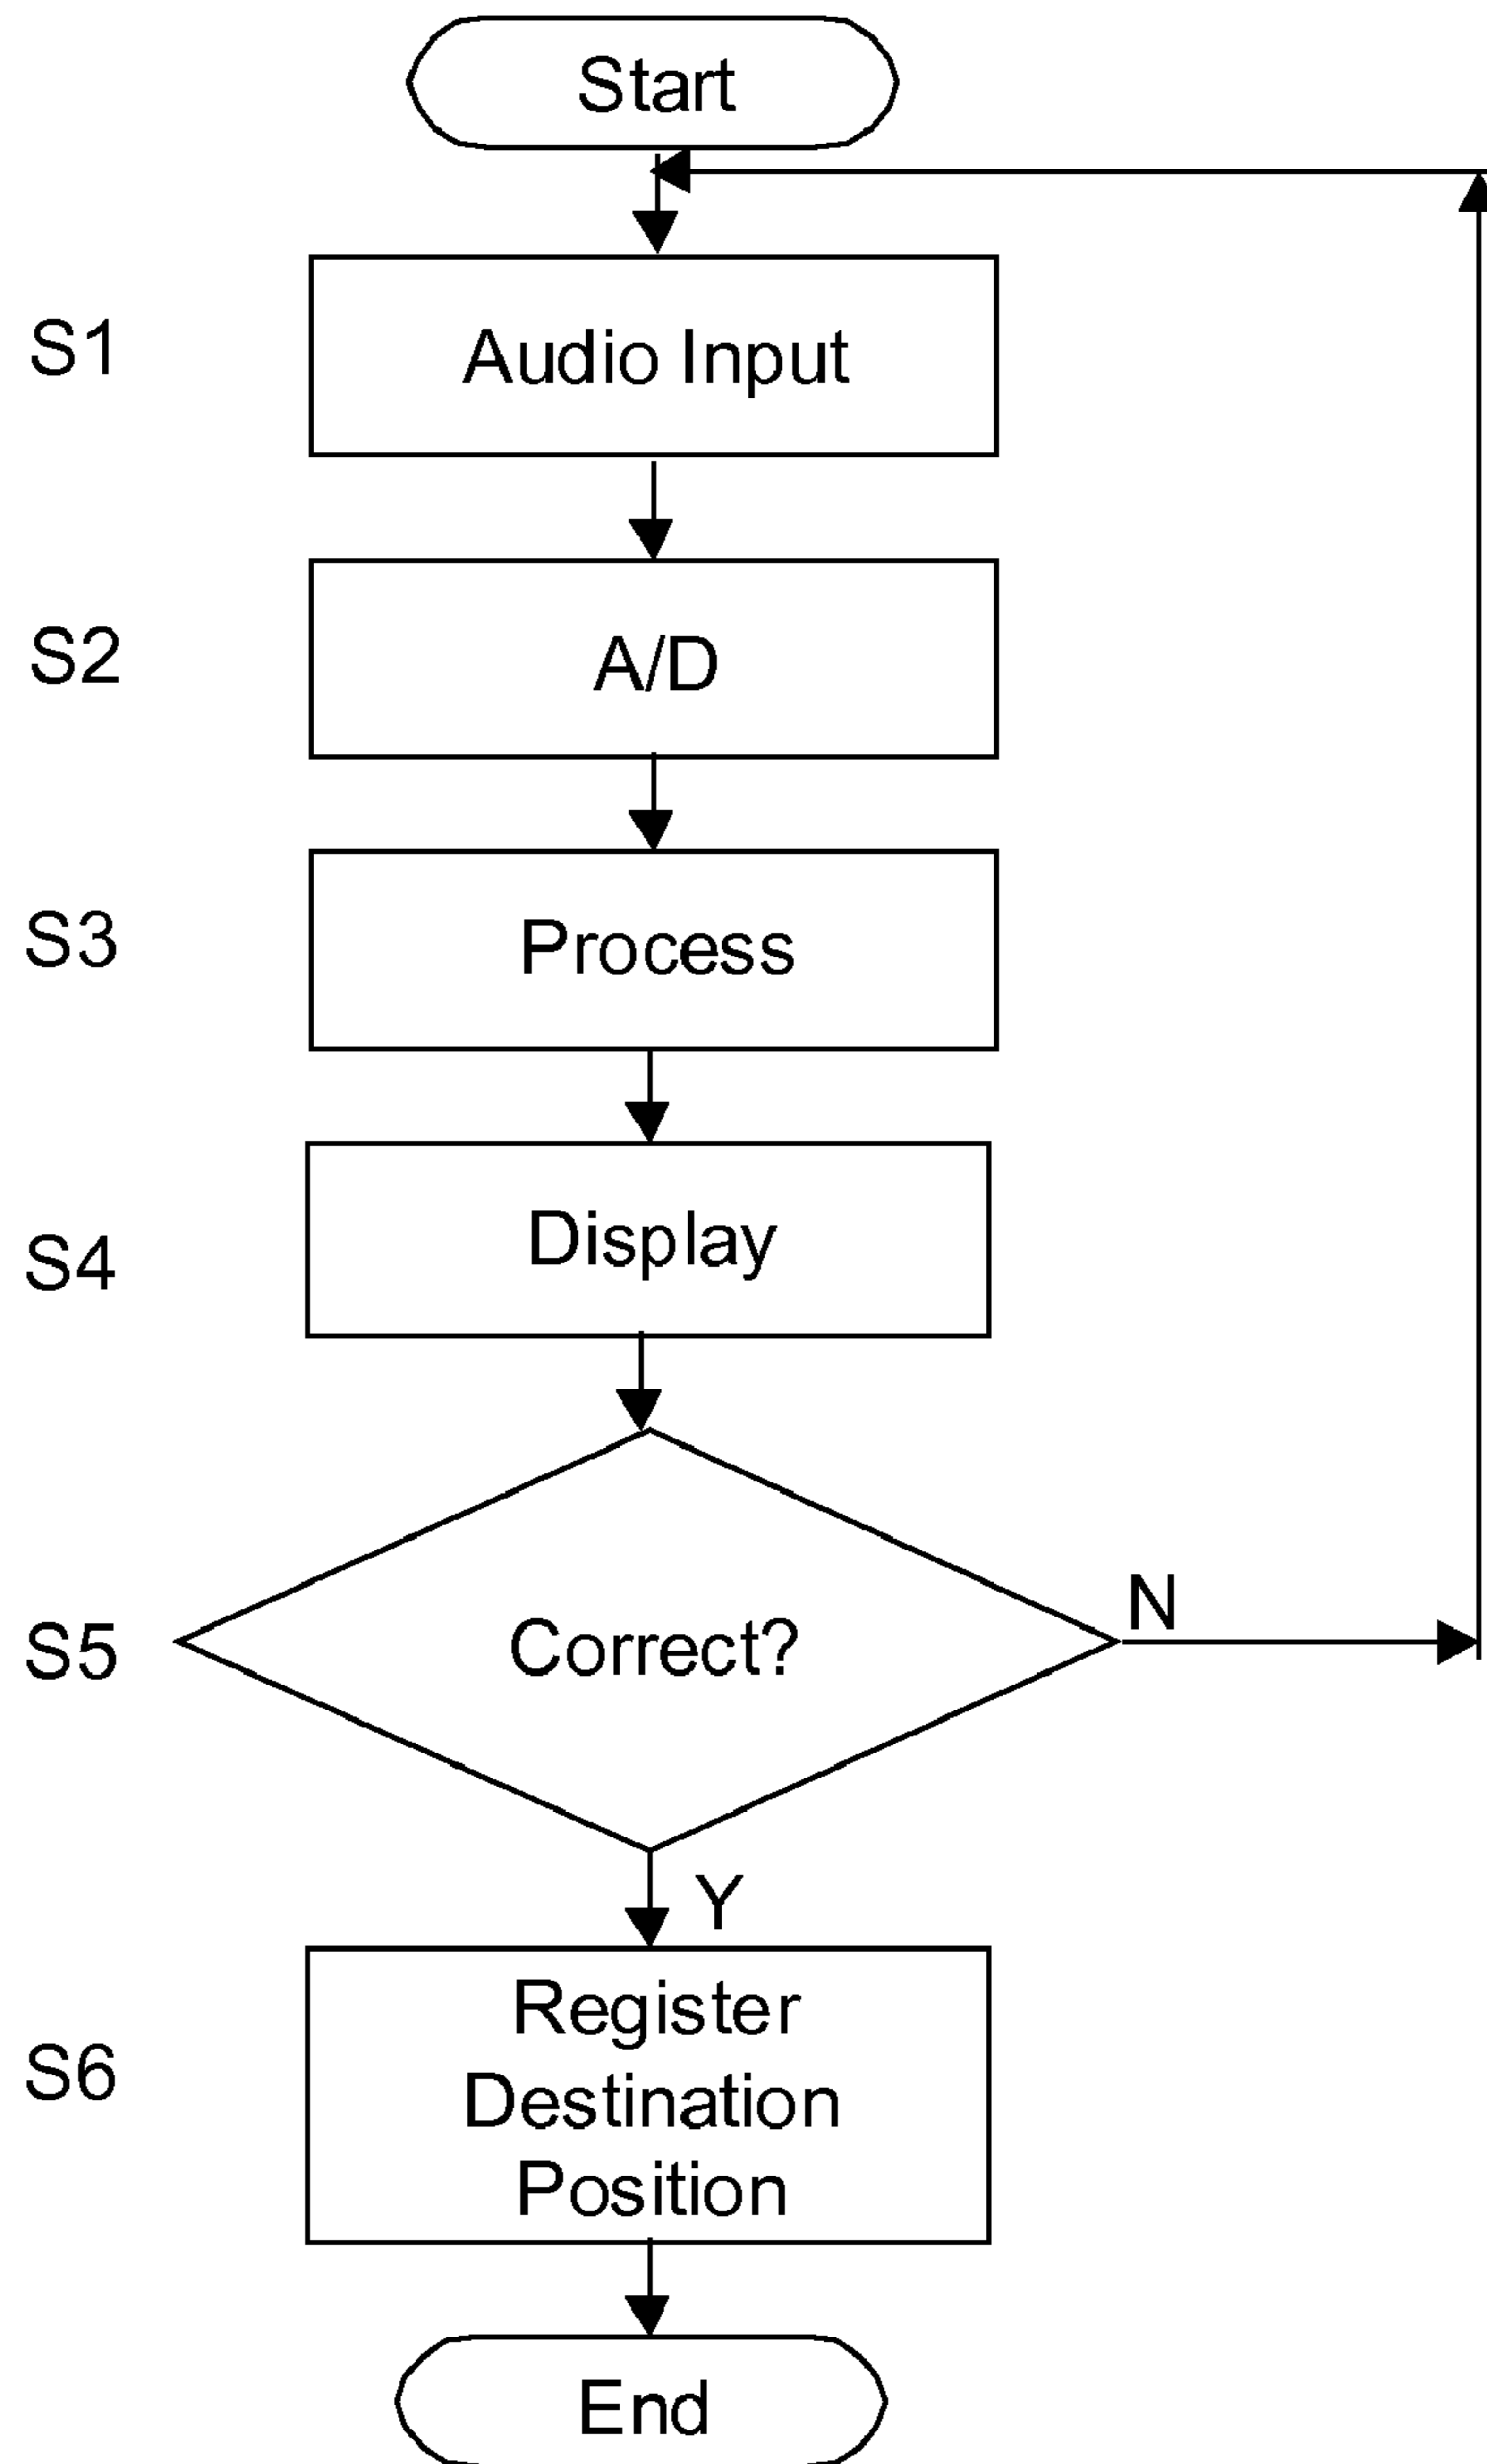 Start
S1
Audio Input
S2
A/D
S3
Process
S4
Display
S5
Correct?
N
Y
S6
Register
Destination
Position
End